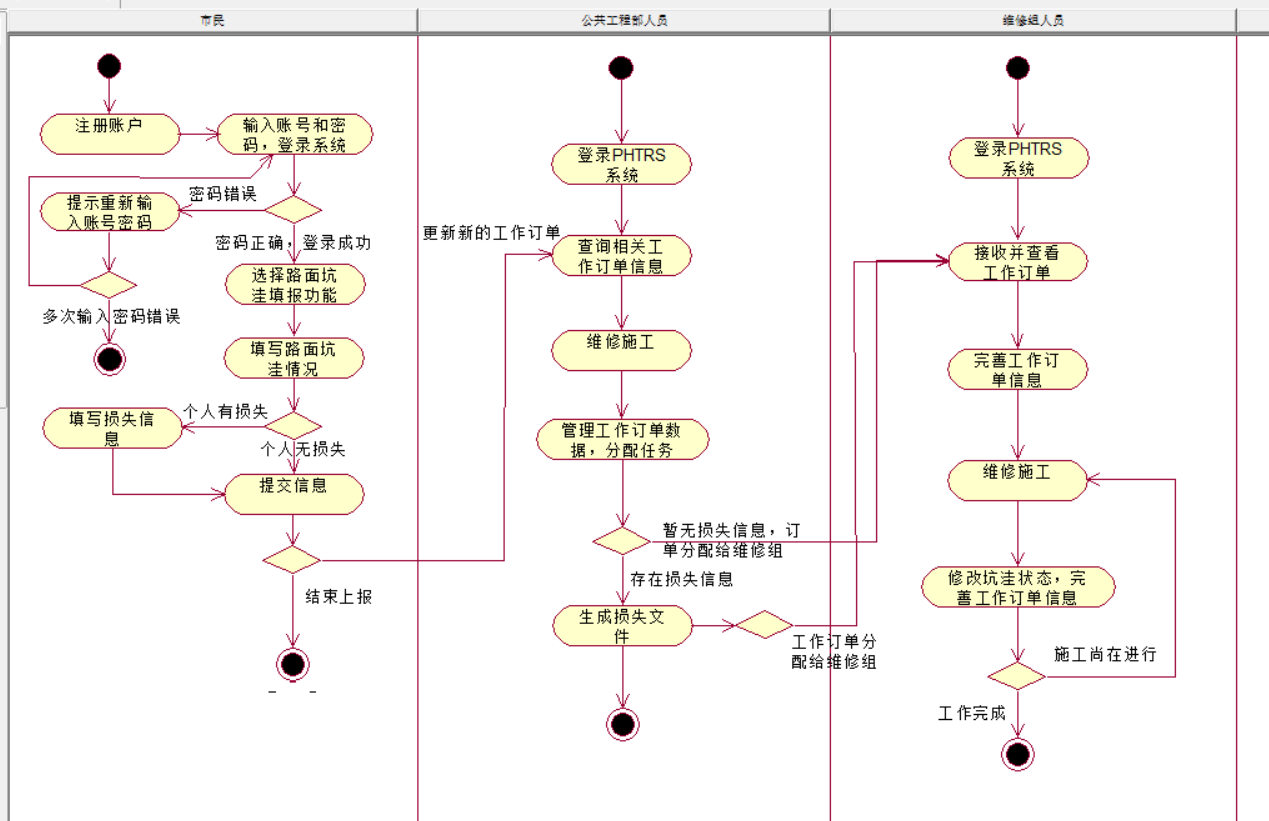 市民
公共工程部人员
维修组人员
注册账户
输入账号和密
码，登录系统
密码错误
提示重新输
入账号密码
密码正确，登录成功
多次输入密码错误
选择路面坑
洼填报功能
填写路面坑
洼情况
个人有损失
填写损失信
息
个人无损失
提交信息
结束上报
登录PHTRS
系统
更新新的工作订单
查询相关工
作订单信息
维修施工
管理工作订单数
据，分配任务
暂无损失信息，订
单分配给维修组
存在损失信息
生成损失文
件
工作订单分
配给维修组
登录PHTRS
系统
接收并查看
工作订单
完善工作订
单信息
维修施工
修改坑洼状态，完
善工作订单信息
施工尚在进行
工作完成